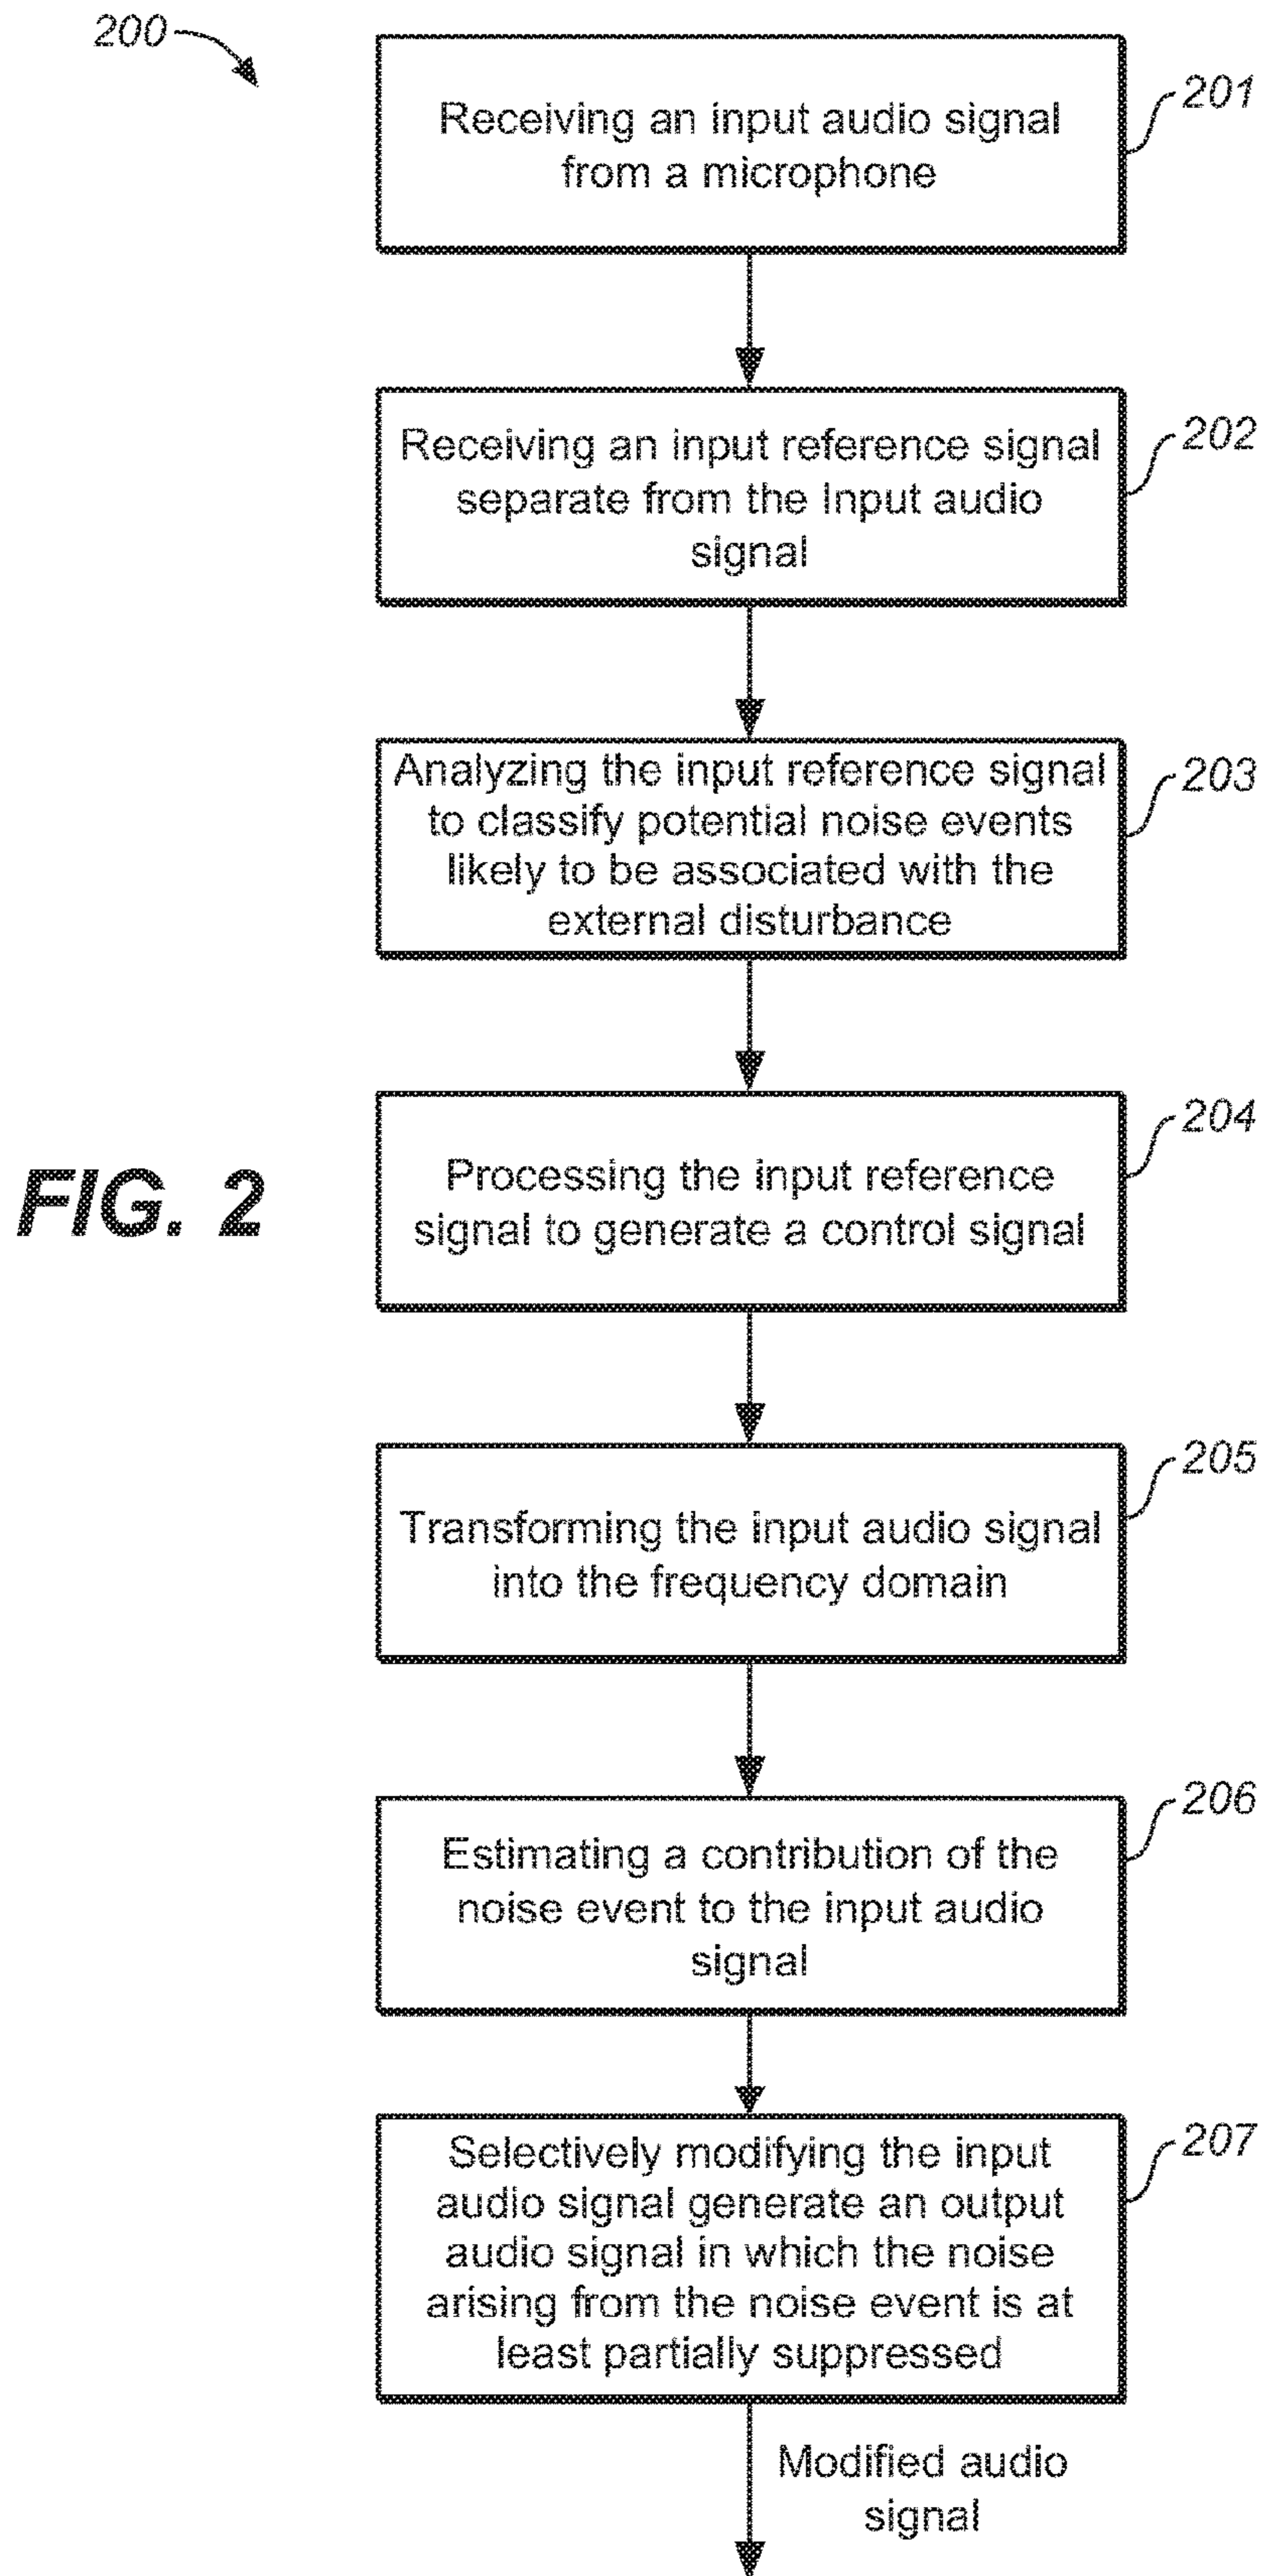 200
Receiving an input audio signal
from a microphone
201
Receiving an input reference signal
separate from the Input audio
signal
202
Analyzing the input reference signal
to classify potential noise events
likely to be associated with the
external disturbance
203
Processing the input reference
signal to generate a control signal
204
FIG. 2
Transforming the input audio signal
into the frequency domain
205
Estimating a contribution of the
noise event to the input audio
signal
206
Selectively modifying the input
audio signal generate an output
audio signal in which the noise
arising from the noise event is at
least partially suppressed
207
Modified audio
signal